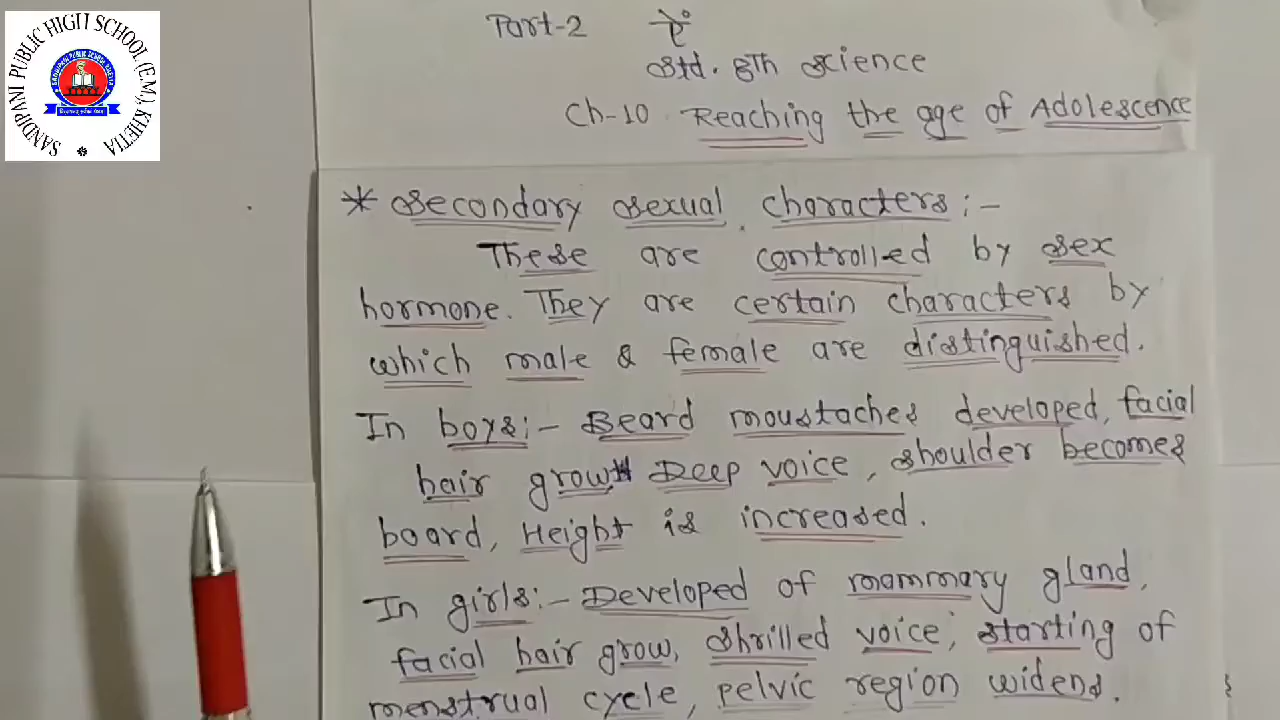 SANDIPANI PUBLIC HIGH SCHOOL (E.M.), KHETIA
Part-2 ऐं
Std. 8Th Science
Ch-10. Reaching the age of Adolescence
* Secondary Sexual characters :-
These are controlled by Sex
hormone. They are certain characters by
which male & female are distinguished.
In boys:- Beard moustaches developed, facial
hair grow Deep voice, shoulder becomes
board, Height is increased.
In girls:- Developed of mammary gland,
facial hair grow, Shrilled voice, starting of
menstrual cycle, pelvic region widens.